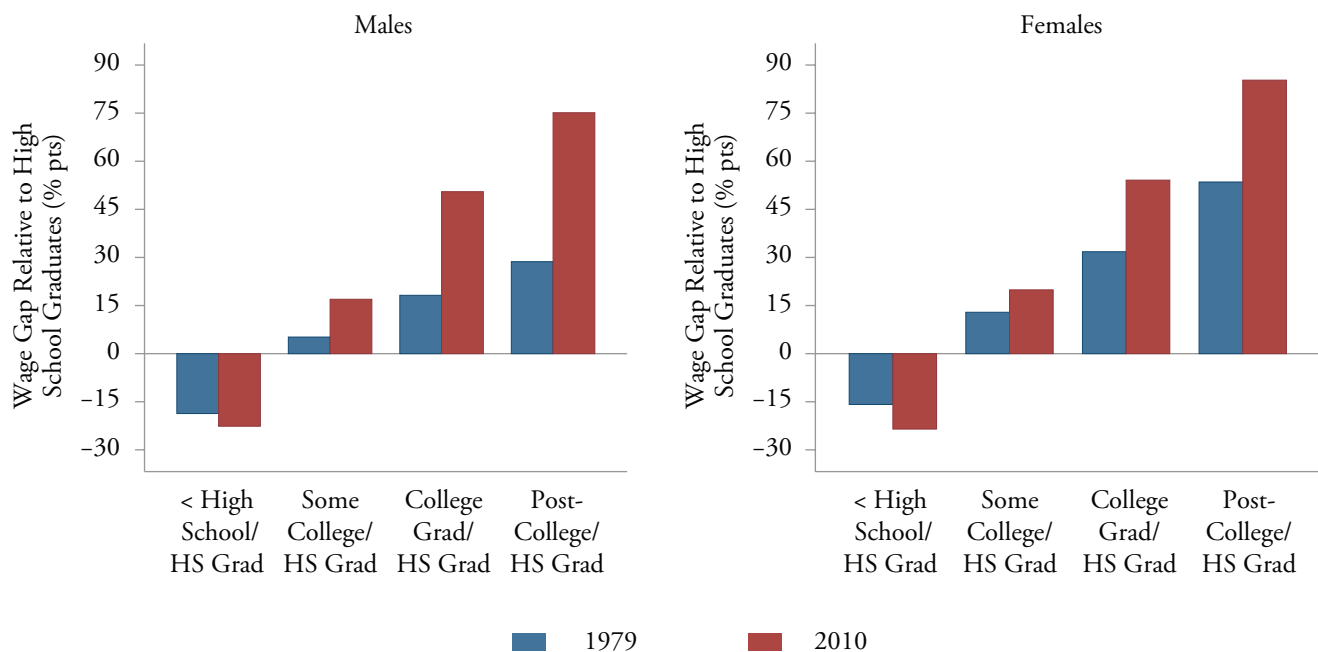 Males
Wage Gap Relative to High
School Graduates (% pts)
90
75
60
45
30
15
0
–15
–30
< High
School/
HS Grad
Some
College/
HS Grad
College
Grad/
HS Grad
Post-
College/
HS Grad
Females
Wage Gap Relative to High
School Graduates (% pts)
90
75
60
45
30
15
0
–15
–30
< High
School/
HS Grad
Some
College/
HS Grad
College
Grad/
HS Grad
Post-
College/
HS Grad
1979
2010